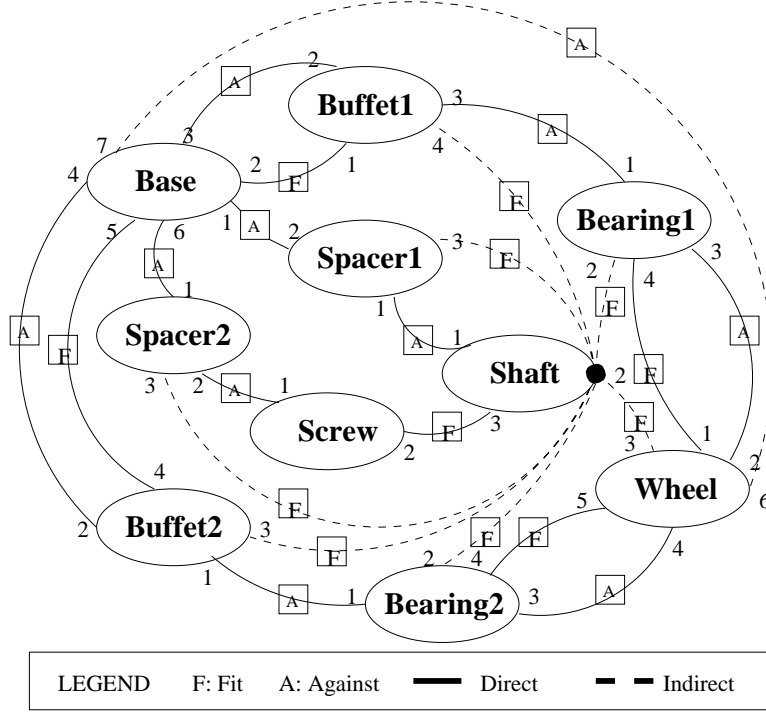 A
2
A
Buffet1
3
7
3
A
4
2
F
1
4
1
Base
F
Bearing1
5
6
1
A
2
3
F
3
Spacer1
A
2
F
4
1
1
1
Spacer2
A
A
F
A
Shaft
2
F
3
2
A
1
3
F
Screw
F
2
3
1
4
5
Wheel
2
6
F
2
Buffet2
3
F
2
F
4
F
4
1
A
1
Bearing2
3
A
LEGEND F: Fit A: Against Direct Indirect